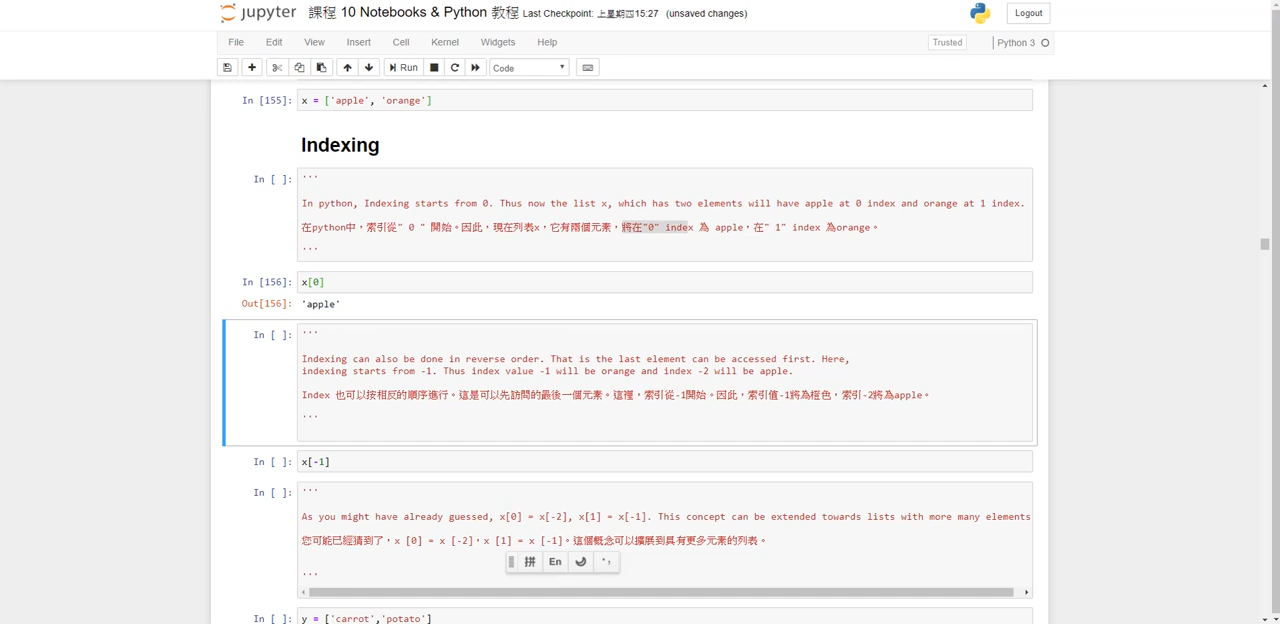 jupyter 課程 10 Notebooks & Python 教程 Last Checkpoint: 上星期四15:27 (unsaved changes)
Logout
File Edit View Insert Cell Kernel Widgets Help
Trusted Python 3
Run Code
In [155]: x = ['apple', 'orange']
Indexing
In [ ]: '''
In python, Indexing starts from 0. Thus now the list x, which has two elements will have apple at 0 index and orange at 1 index.
在python中，索引從" 0 " 開始。因此，現在列表x，它有兩個元素，將在"0" index 為 apple，在" 1" index 為orange。
'''
In [156]: x[0]
Out[156]: 'apple'
In [ ]: '''
Indexing can also be done in reverse order. That is the last element can be accessed first. Here,
indexing starts from -1. Thus index value -1 will be orange and index -2 will be apple.
Index 也可以按相反的順序進行。這是可以先訪問的最後一個元素。這裡，索引從-1開始。因此，索引值-1將為橙色，索引-2將為apple。
'''
In [ ]: x[-1]
In [ ]: '''
As you might have already guessed, x[0] = x[-2], x[1] = x[-1]. This concept can be extended towards lists with more many elements
您可能已經猜到了，x [0] = x [-2]，x [1] = x [-1]。這個概念可以擴展到具有更多元素的列表。
拼 En
'''
In [ ]: y = ['carrot','potato']